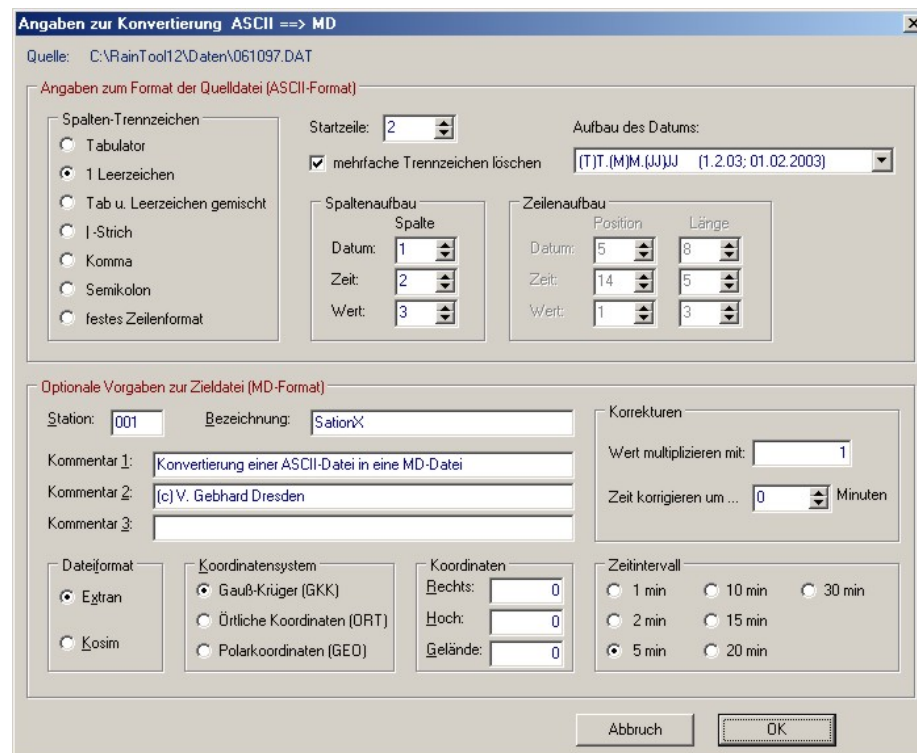 Angaben zur Konvertierung ASCII ==> MD
Quelle: C:\RainTool12\Daten\061097.DAT
Angaben zum Format der Quelldatei (ASCII-Format)
Spalten-Trennzeichen
Tabulator
1 Leerzeichen
Tab u. Leerzeichen gemischt
|-Strich
Komma
Semikolon
festes Zeilenformat
Startzeile: 2
mehrfache Trennzeichen löschen
Aufbau des Datums:
(T)T.(M)M.(JJ)JJ (1.2.03; 01.02.2003)
Spaltenaufbau
Spalte
Datum: 1
Zeit: 2
Wert: 3
Zeilenaufbau
Position Länge
Datum: 5 8
Zeit: 14 5
Wert: 1 3
Optionale Vorgaben zur Zieldatei (MD-Format)
Station: 001 Bezeichnung: SationX
Kommentar 1: Konvertierung einer ASCII-Datei in eine MD-Datei
Kommentar 2: (c) V. Gebhard Dresden
Kommentar 3:
Korrekturen
Wert multiplizieren mit: 1
Zeit korrigieren um ... 0 Minuten
Dateiformat
Extran
Kosim
Koordinatensystem
Gauß-Krüger (GKK)
Örtliche Koordinaten (ORT)
Polarkoordinaten (GEO)
Koordinaten
Rechts: 0
Hoch: 0
Gelände: 0
Zeitintervall
1 min 10 min 30 min
2 min 15 min
5 min 20 min
Abbruch OK